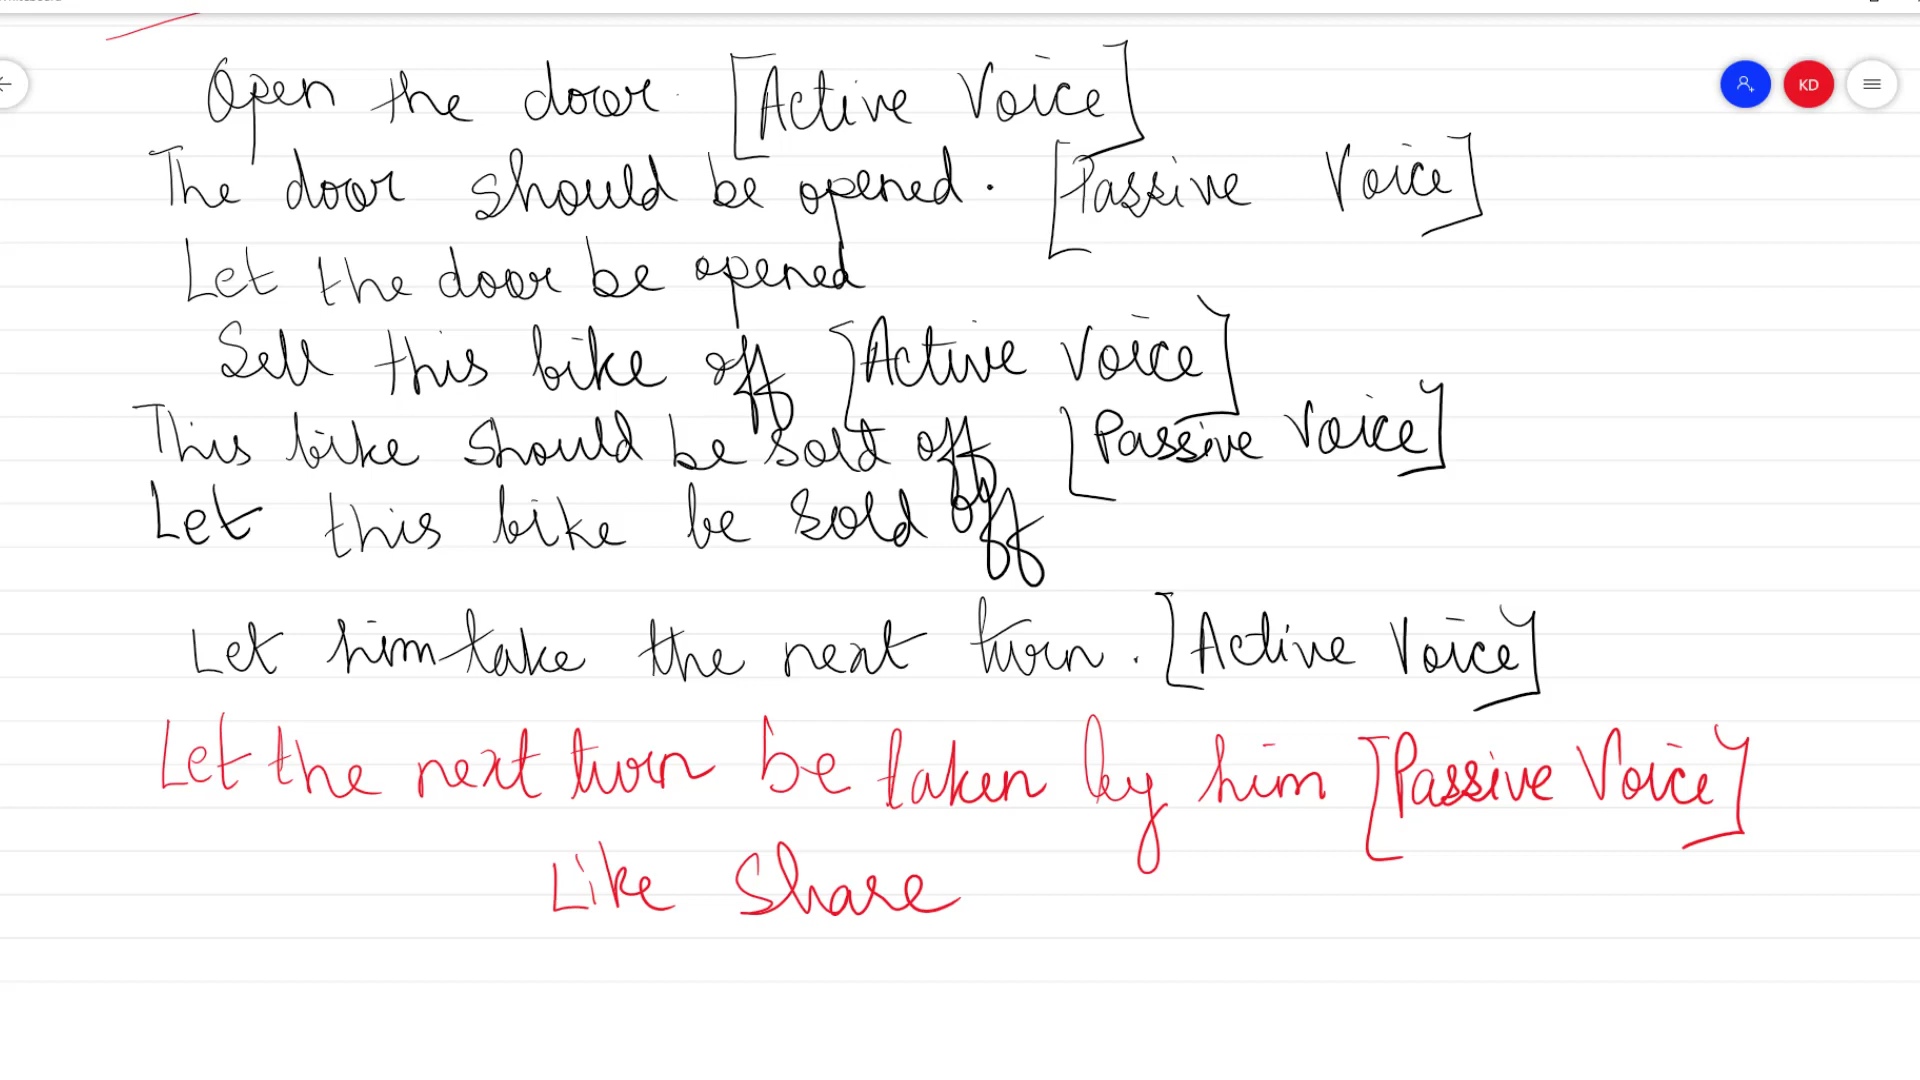 Open the door. [Active Voice]
The door should be opened. [Passive Voice]
Let the door be opened
Sell this bike off [Active Voice]
This bike should be sold off [Passive Voice]
Let this bike be sold off
Let him take the next turn. [Active Voice]
Let the next turn be taken by him [Passive Voice]
Like Share
KD